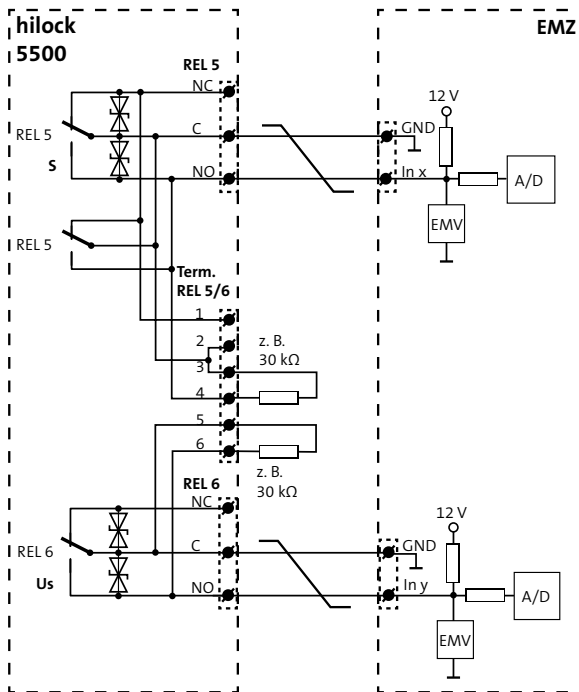 hilock
5500
EMZ
REL 5
NC
12 V
REL 5
C
GND
S
NO
In x
A/D
EMV
REL 5
Term.
REL 5/6
1
2
z. B.
30 kΩ
3
4
5
6
z. B.
30 kΩ
REL 6
NC
12 V
REL 6
C
GND
Us
NO
In y
A/D
EMV